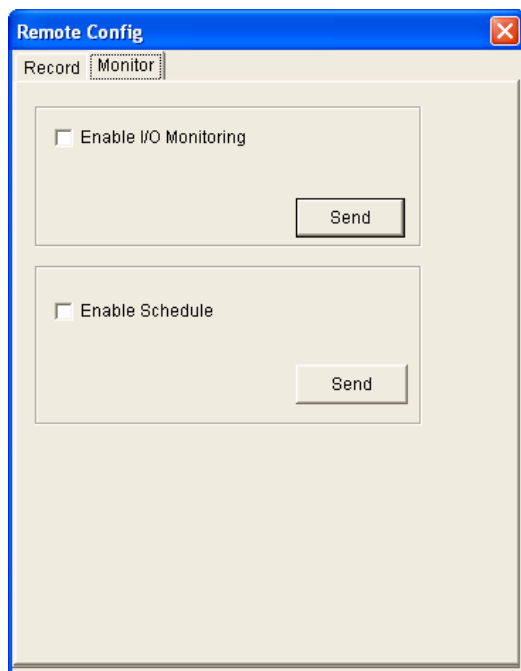 Remote Config
Record Monitor
Enable I/O Monitoring
Send
Enable Schedule
Send